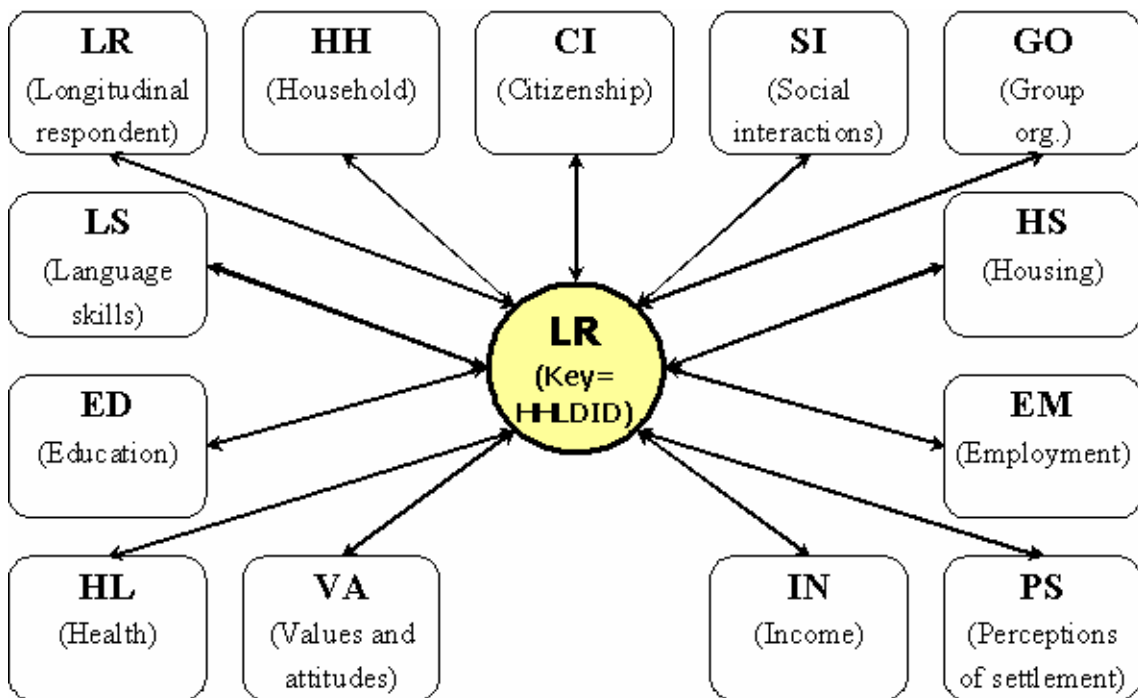 LR
(Longitudinal
respondent)
HH
(Household)
CI
(Citizenship)
SI
(Social
interactions)
GO
(Group
org.)
LS
(Language
skills)
HS
(Housing)
LR
(Key=
HHLDID)
ED
(Education)
EM
(Employment)
HL
(Health)
VA
(Values and
attitudes)
IN
(Income)
PS
(Perceptions
of settlement)